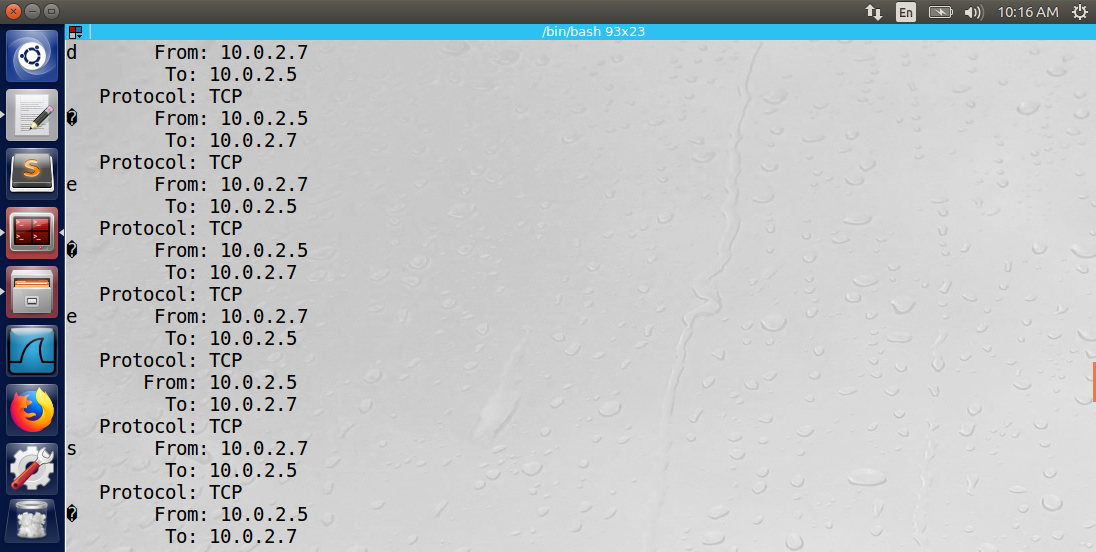 En
10:16 AM
/bin/bash 93x23
d From: 10.0.2.7
To: 10.0.2.5
Protocol: TCP
� From: 10.0.2.5
To: 10.0.2.7
Protocol: TCP
e From: 10.0.2.7
To: 10.0.2.5
Protocol: TCP
� From: 10.0.2.5
To: 10.0.2.7
Protocol: TCP
e From: 10.0.2.7
To: 10.0.2.5
Protocol: TCP
From: 10.0.2.5
To: 10.0.2.7
Protocol: TCP
s From: 10.0.2.7
To: 10.0.2.5
Protocol: TCP
� From: 10.0.2.5
To: 10.0.2.7